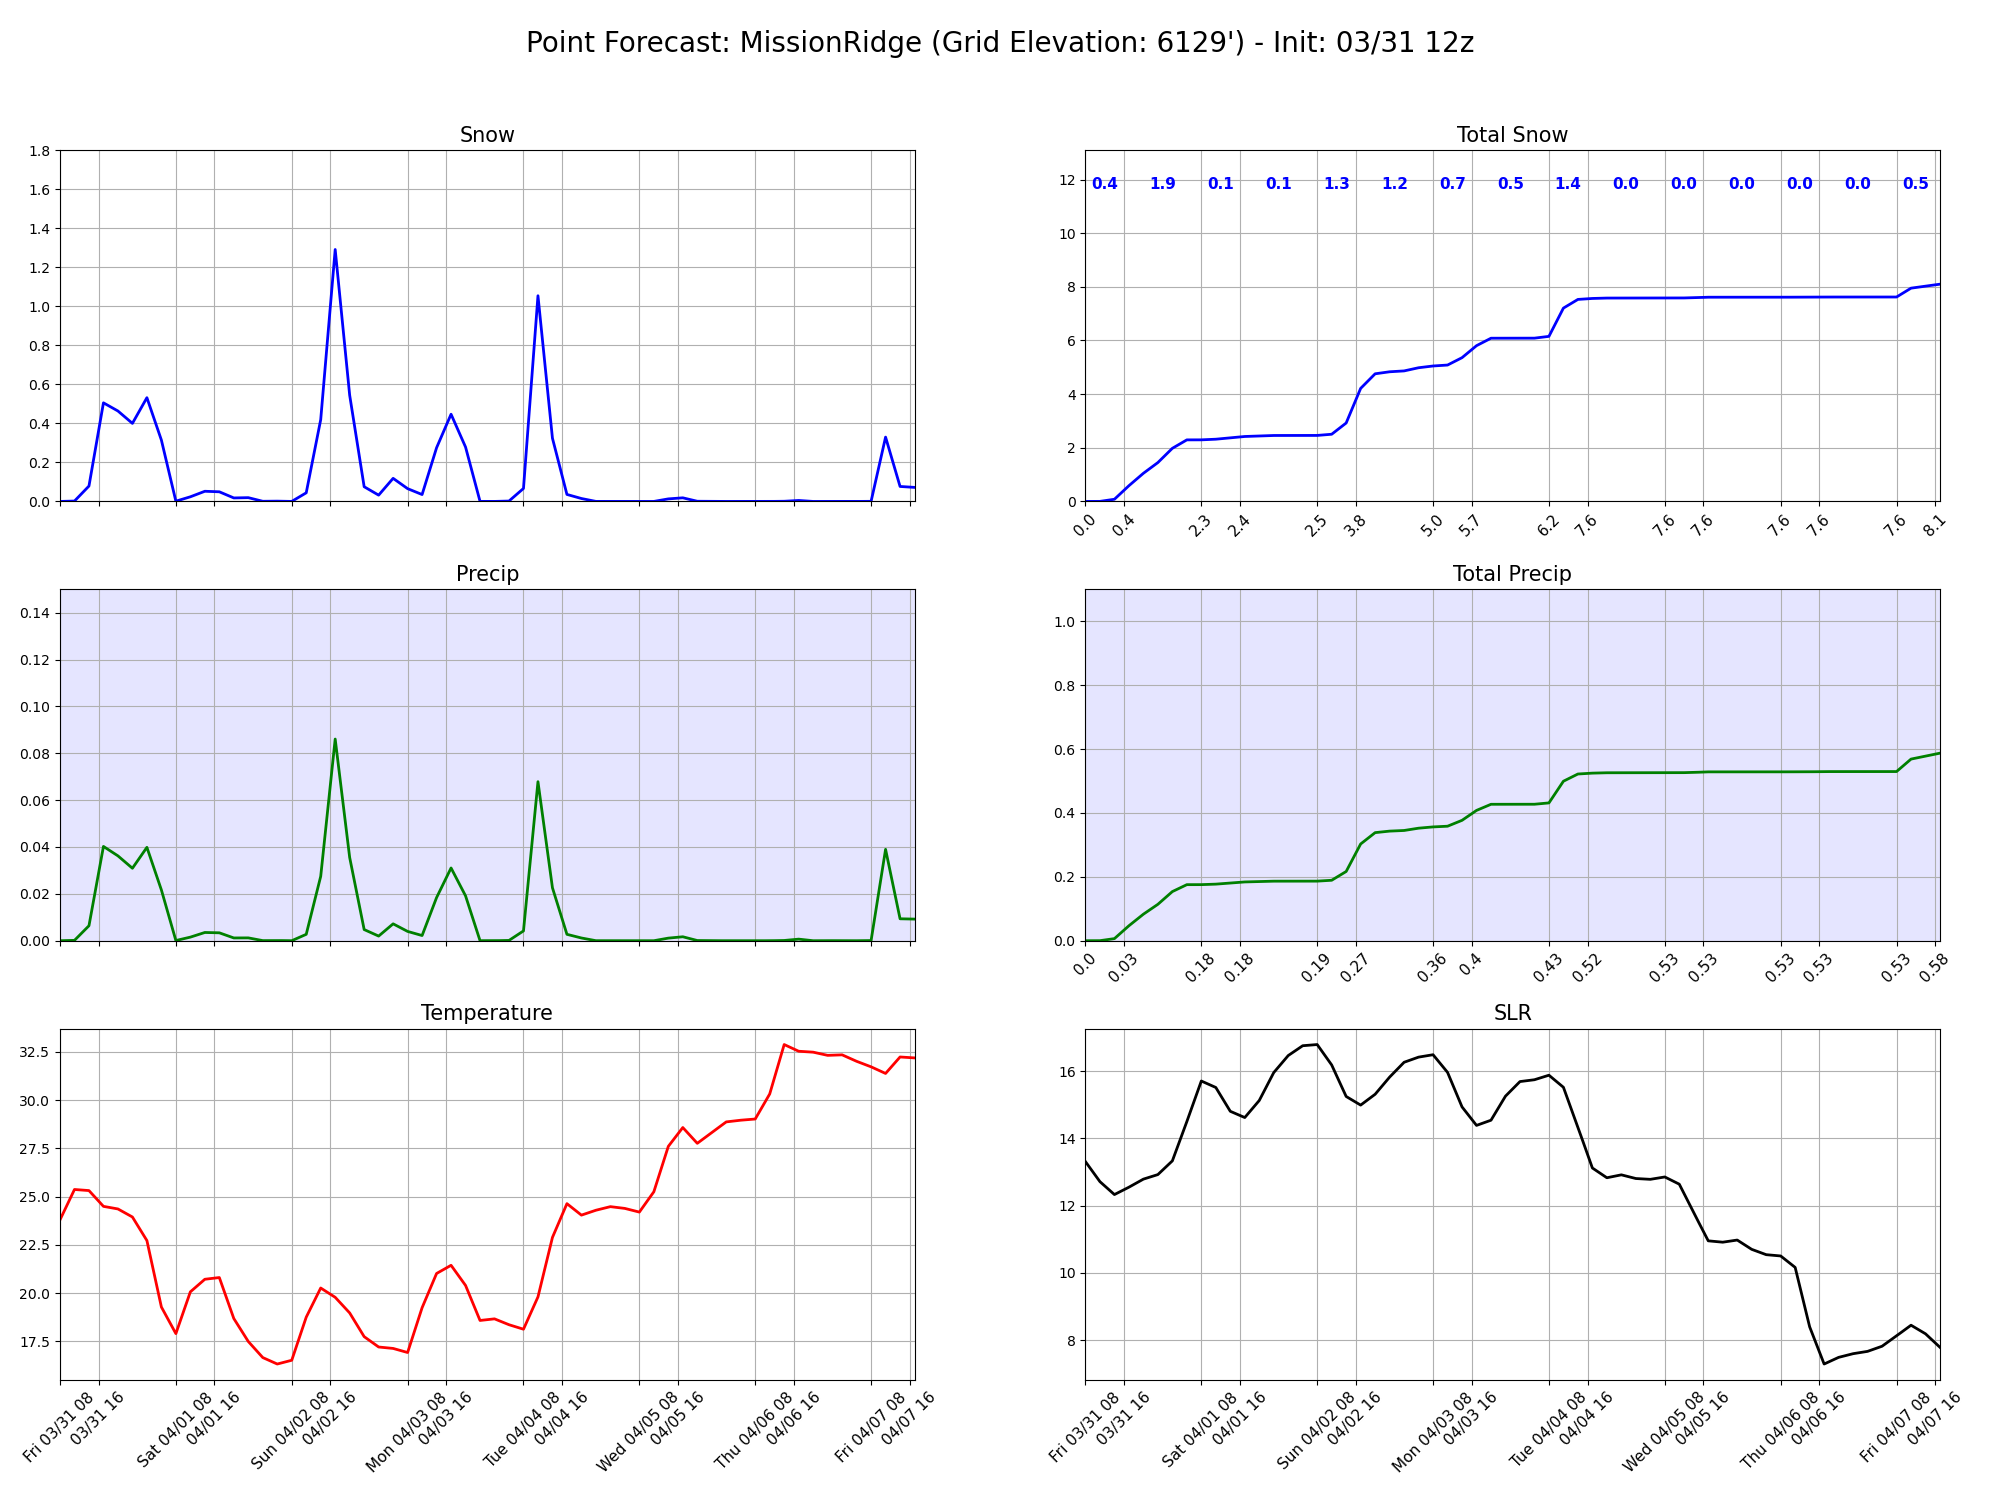 Point Forecast: MissionRidge (Grid Elevation: 6129') - Init: 03/31 12z
Snow
1.8
1.6
1.4
1.2
1.0
0.8
0.6
0.4
0.2
0.0
Total Snow
12
10
8
6
4
2
0
0.4 1.9 0.1 0.1 1.3 1.2 0.7 0.5 1.4 0.0 0.0 0.0 0.0 0.0 0.5
0.0 0.4 2.3 2.4 2.5 3.8 5.0 5.7 6.2 7.6 7.6 7.6 7.6 7.6 7.6 8.1
Precip
0.14
0.12
0.10
0.08
0.06
0.04
0.02
0.00
Total Precip
1.0
0.8
0.6
0.4
0.2
0.0
0.0 0.03 0.18 0.18 0.19 0.27 0.36 0.4 0.43 0.52 0.53 0.53 0.53 0.53 0.53 0.58
Temperature
32.5
30.0
27.5
25.0
22.5
20.0
17.5
Fri 03/31 08
03/31 16
Sat 04/01 08
04/01 16
Sun 04/02 08
04/02 16
Mon 04/03 08
04/03 16
Tue 04/04 08
04/04 16
Wed 04/05 08
04/05 16
Thu 04/06 08
04/06 16
Fri 04/07 08
04/07 16
SLR
16
14
12
10
8
Fri 03/31 08
03/31 16
Sat 04/01 08
04/01 16
Sun 04/02 08
04/02 16
Mon 04/03 08
04/03 16
Tue 04/04 08
04/04 16
Wed 04/05 08
04/05 16
Thu 04/06 08
04/06 16
Fri 04/07 08
04/07 16